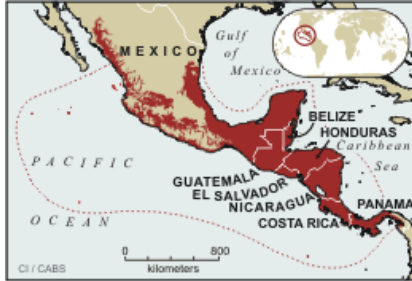 MEXICO
Gulf
of
Mexico
BELIZE
HONDURAS
Caribbean
Sea
PACIFIC
OCEAN
GUATEMALA
EL SALVADOR
NICARAGUA
COSTA RICA
PANAMA
0 800
kilometers
CI / CABS